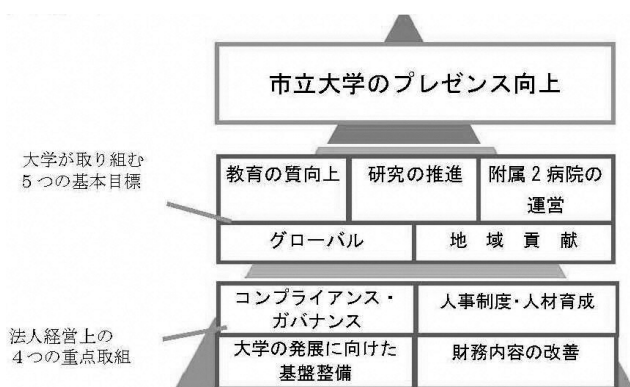 市立大学のプレゼンス向上
大学が取り組む
5つの基本目標
教育の質向上
研究の推進
附属2病院の
運営
グローバル
地域貢献
法人経営上の
4つの重点取組
コンプライアンス・
ガバナンス
人事制度・人材育成
大学の発展に向けた
基盤整備
財務内容の改善